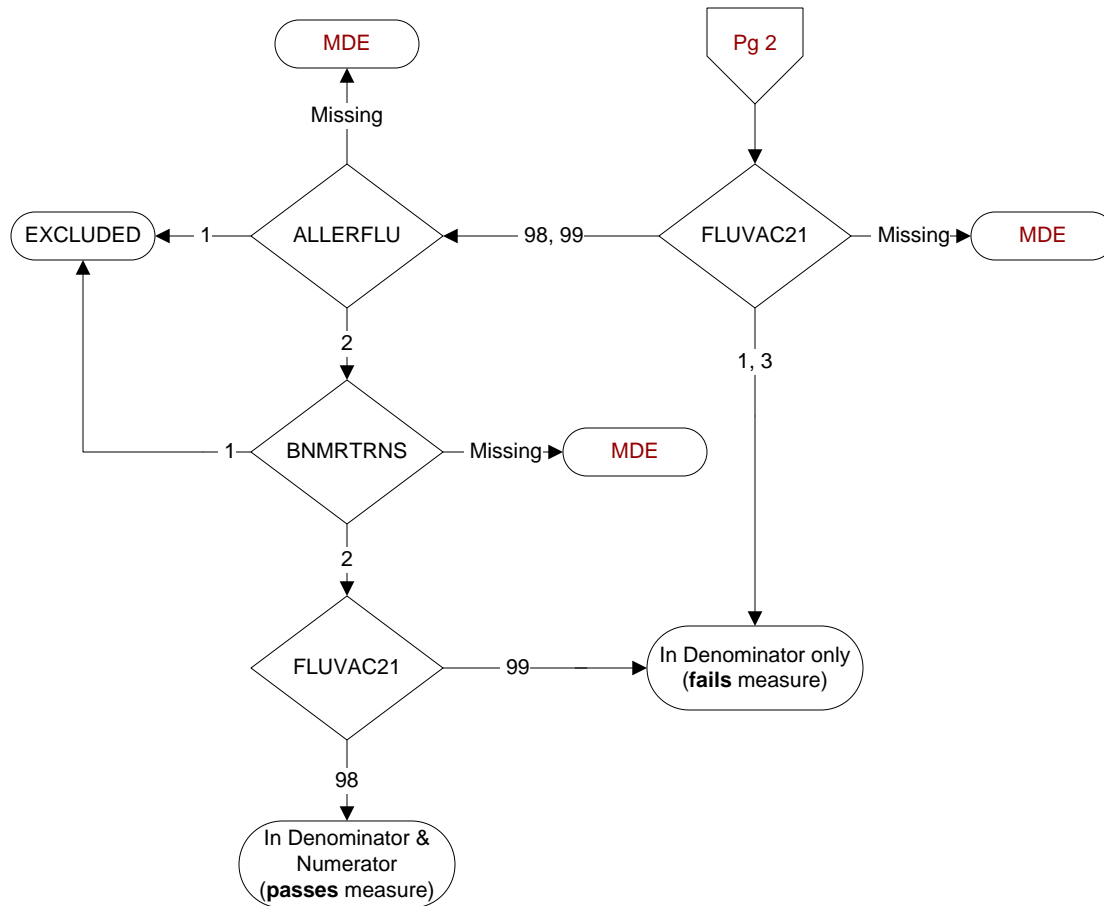 MDE
Pg 2
Missing
EXCLUDED
1
ALLERFLU
98, 99
FLUVAC21
Missing
MDE
2
1, 3
1
BNMRTRNS
Missing
MDE
2
FLUVAC21
99
In Denominator only
(fails measure)
98
In Denominator &
Numerator
(passes measure)